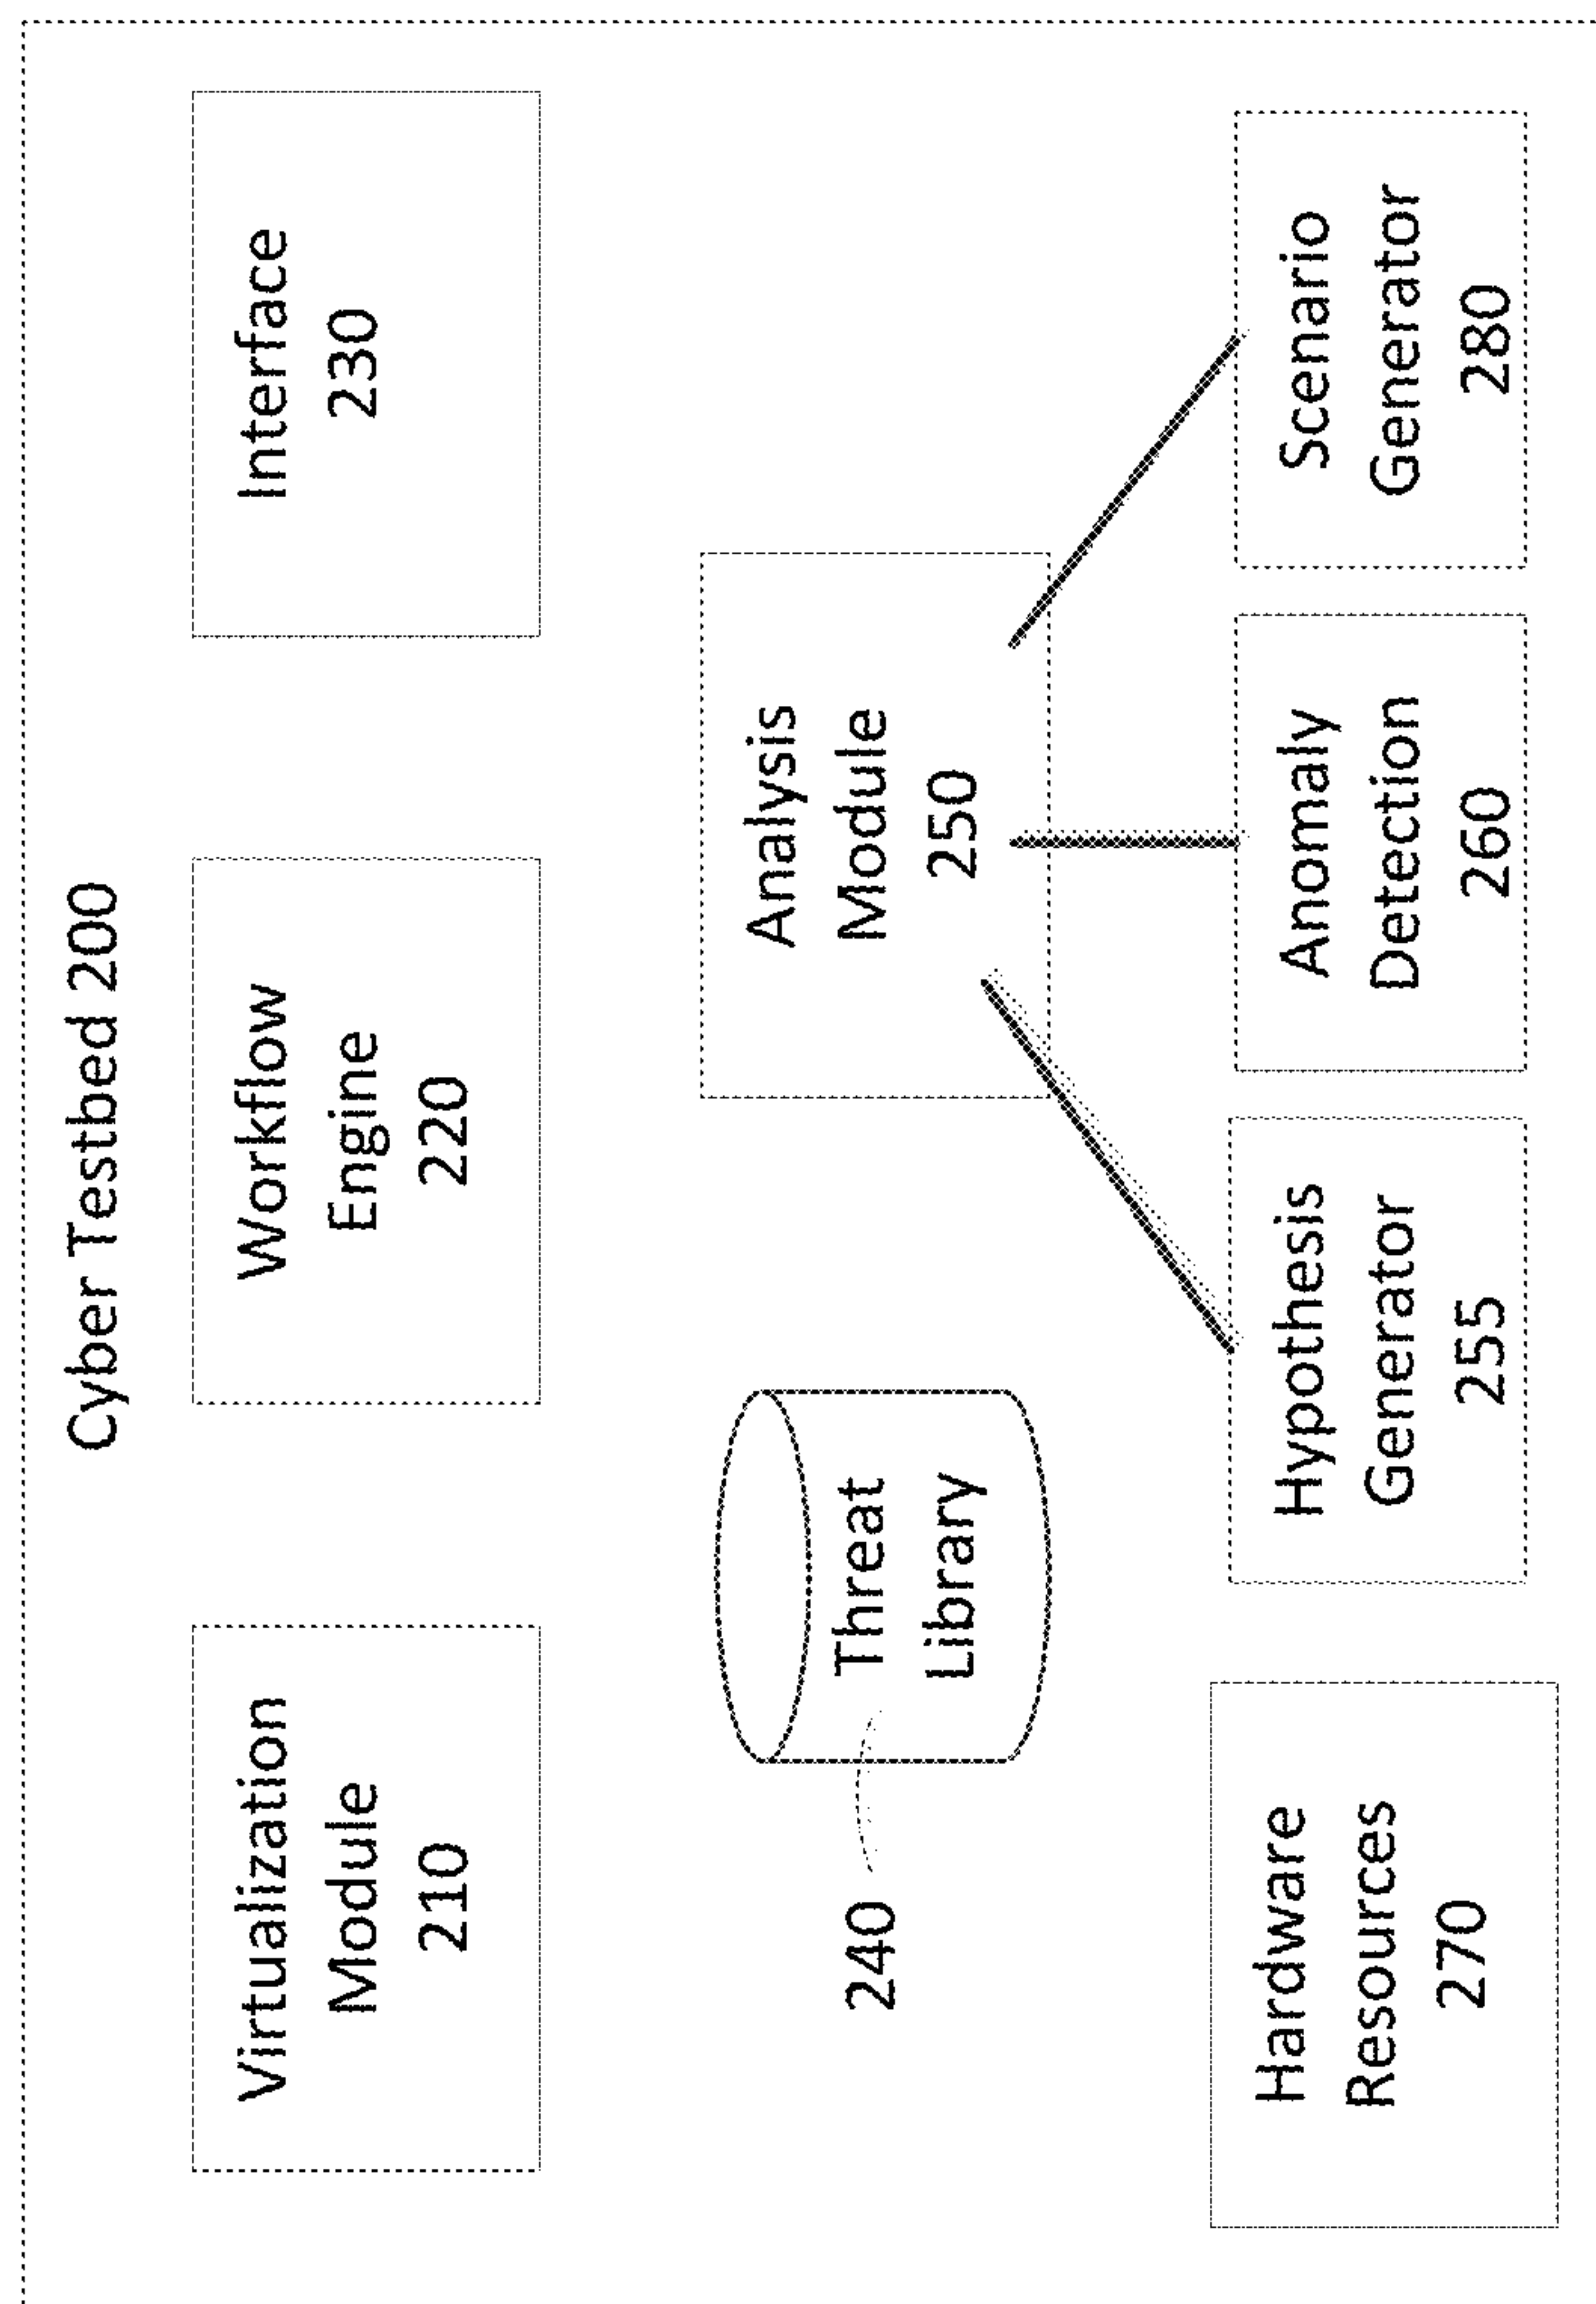 Cyber Testbed 200
Virtualization
Module
210
Workflow
Engine
220
Interface
230
240
Threat
Library
Analysis
Module
250
Hardware
Resources
270
Hypothesis
Generator
255
Anomaly
Detection
260
Scenario
Generator
280